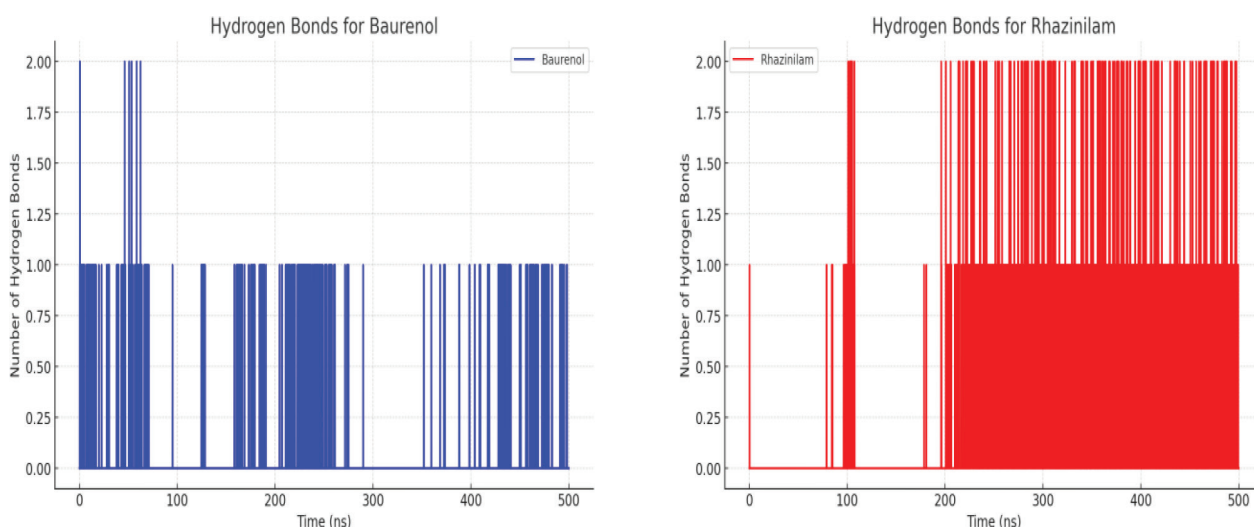 Hydrogen Bonds for Baurenol
Baurenol
Number of Hydrogen Bonds
2.00
1.75
1.50
1.25
1.00
0.75
0.50
0.25
0.00
0 100 200 300 400 500
Time (ns)
Hydrogen Bonds for Rhazinilam
Rhazinilam
Number of Hydrogen Bonds
2.00
1.75
1.50
1.25
1.00
0.75
0.50
0.25
0.00
0 100 200 300 400 500
Time (ns)